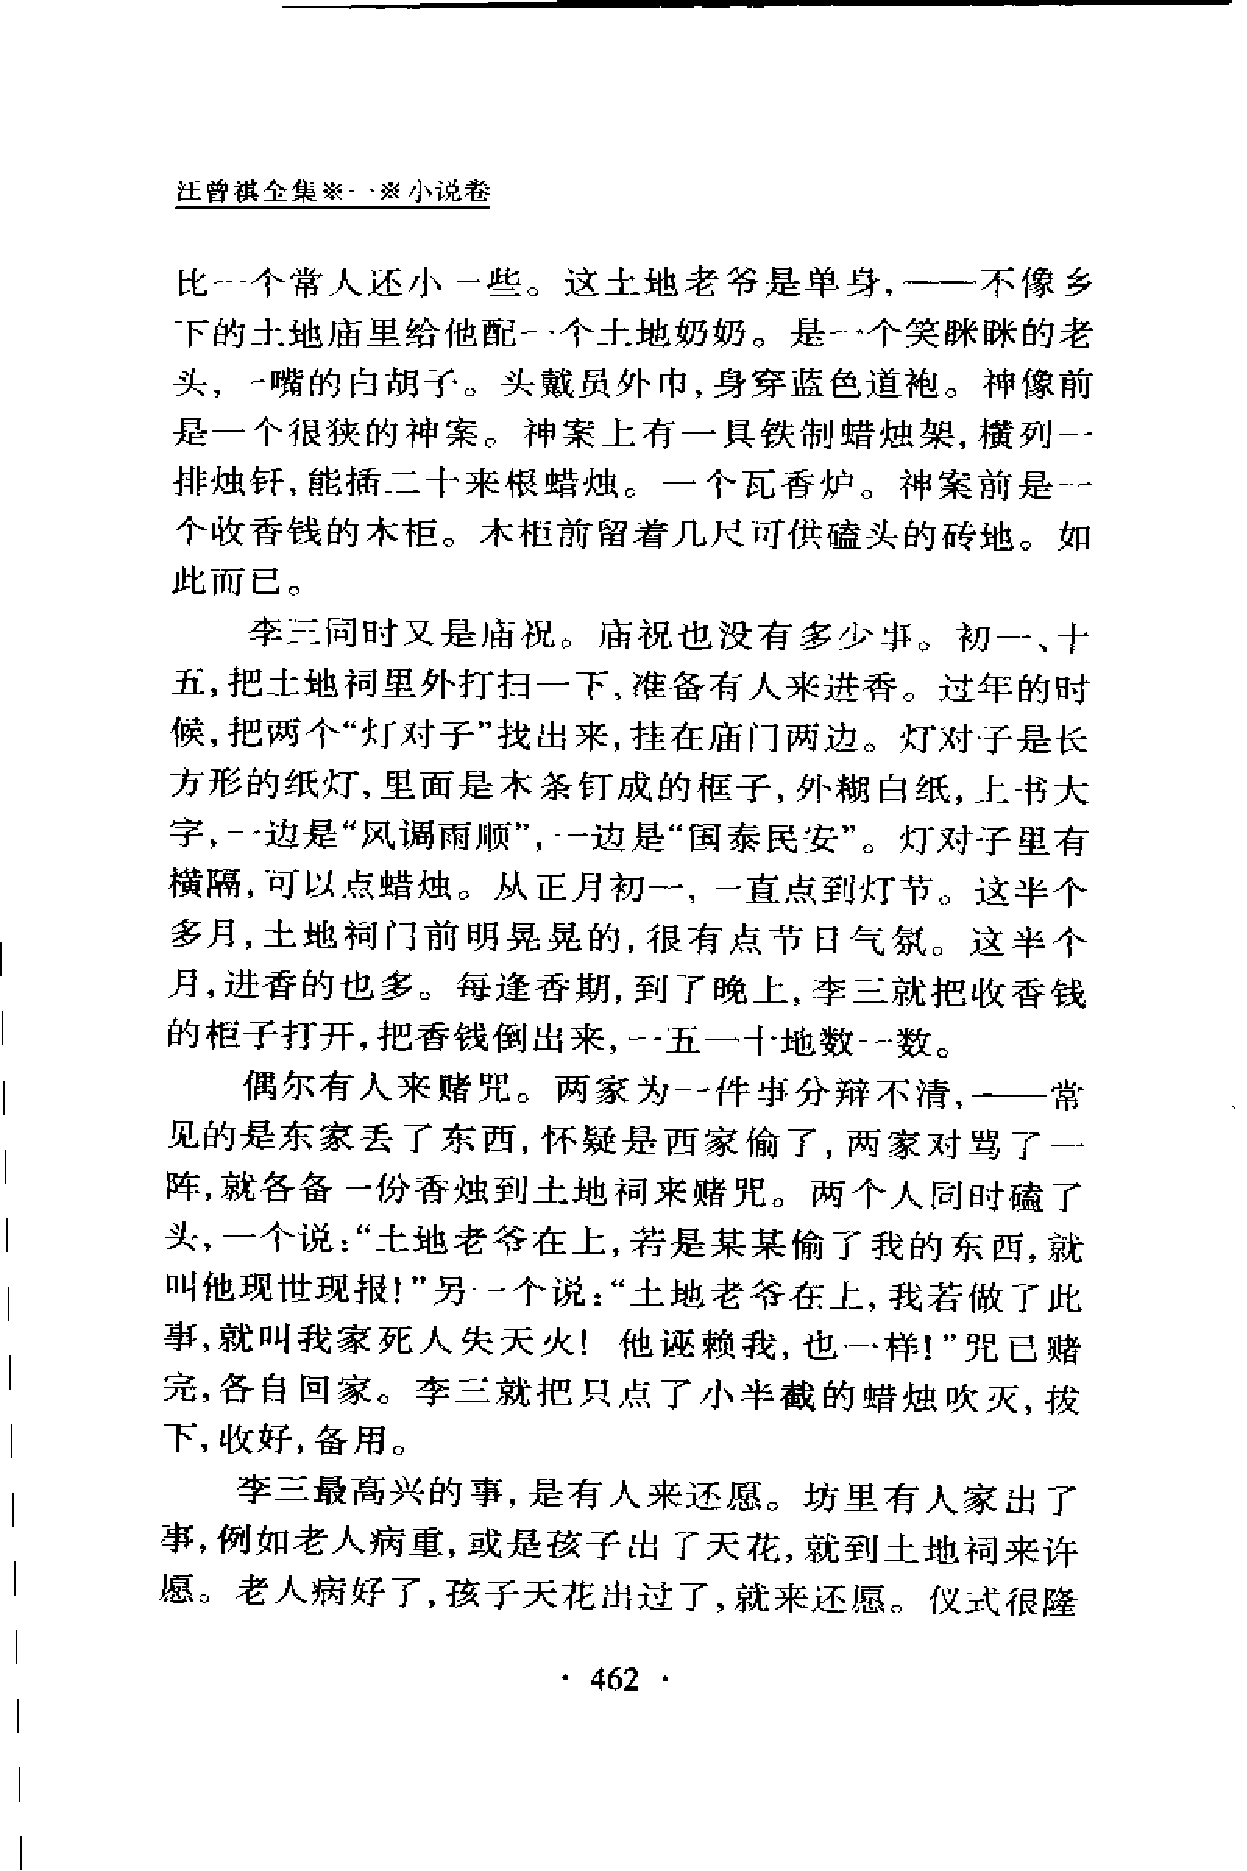 汪曾祺全集※一※小说卷
比一个常人还小一些。这土地老爷是单身,——不像乡
下的土地庙里给他配一个土地奶奶。是一个笑眯眯的老
头,一嘴的白胡子。头戴员外巾,身穿蓝色道袍。神像前
是一个很狭的神案。神案上有一具铁制蜡烛架,横列一
排烛钎,能插二十来根蜡烛。一个瓦香炉。神案前是一
个收香钱的木柜。木柜前留着几尺可供磕头的砖地。如
此而已。
李三同时又是庙祝。庙祝也没有多少事。初一、十
五,把土地祠里外打扫一下,准备有人来进香。过年的时
候,把两个“灯对子”找出来,挂在庙门两边。灯对子是长
方形的纸灯,里面是木条钉成的框子,外糊白纸,上书大
字,一边是“风调雨顺”,一边是“国泰民安”。灯对子里有
横隔,可以点蜡烛。从正月初一,一直点到灯节。这半个
多月,土地祠门前明晃晃的,很有点节日气氛。这半个
月,进香的也多。每逢香期,到了晚上,李三就把收香钱
的柜子打开,把香钱倒出来,一五一十地数一数。
偶尔有人来赌咒。两家为一件事分辩不清,——常
见的是东家丢了东西,怀疑是西家偷了,两家对骂了一
阵,就各备一份香烛到土地祠来赌咒。两个人同时磕了
头,一个说:“土地老爷在上,若是某某偷了我的东西,就
叫他现世现报!”另一个说:“土地老爷在上,我若做了此
事,就叫我家死人失天火! 他诬赖我,也一样!”咒已赌
完,各自回家。李三就把只点了小半截的蜡烛吹灭,拔
下,收好,备用。
李三最高兴的事,是有人来还愿。坊里有人家出了
事,例如老人病重,或是孩子出了天花,就到土地祠来许
愿。老人病好了,孩子天花出过了,就来还愿。仪式很隆
· 462 ·